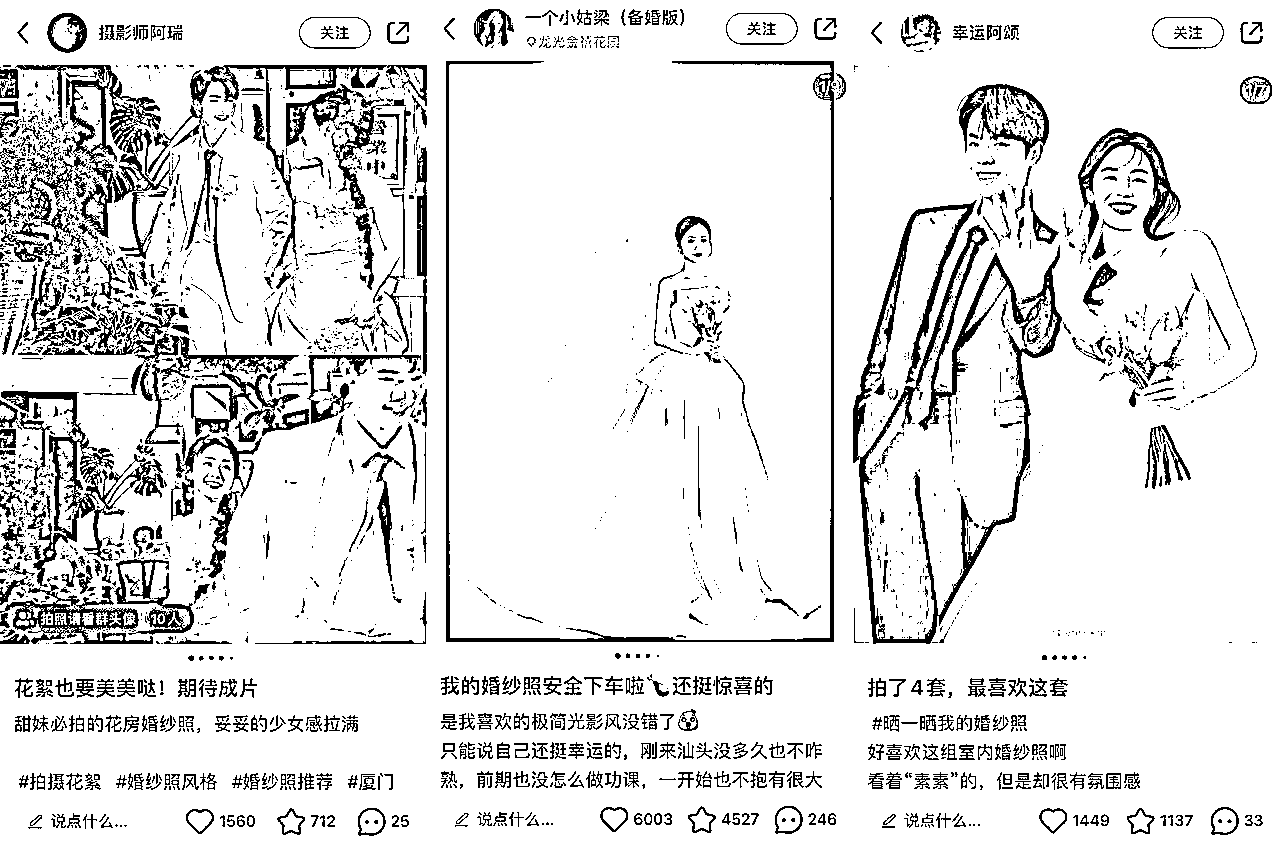 摄影师阿瑞
关注
拍照请看群头像 10人
花絮也要美美哒！期待成片
甜妹必拍的花房婚纱照，妥妥的少女感拉满
#拍摄花絮 #婚纱照风格 #婚纱照推荐 #厦门
说点什么...
1560
712
25
一个小姑梁（备婚版）
龙光金禧花园
关注
我的婚纱照安全下车啦还挺惊喜的
是我喜欢的极简光影风没错了
只能说自己还挺幸运的，刚来汕头没多久也不咋
熟，前期也没怎么做功课，一开始也不抱有很大
说点什么...
6003
4527
246
幸运阿颂
关注
1/7
拍了4套，最喜欢这套
#晒一晒我的婚纱照
好喜欢这组室内婚纱照啊
看着“素素”的，但是却很有氛围感
说点什么...
1449
1137
33